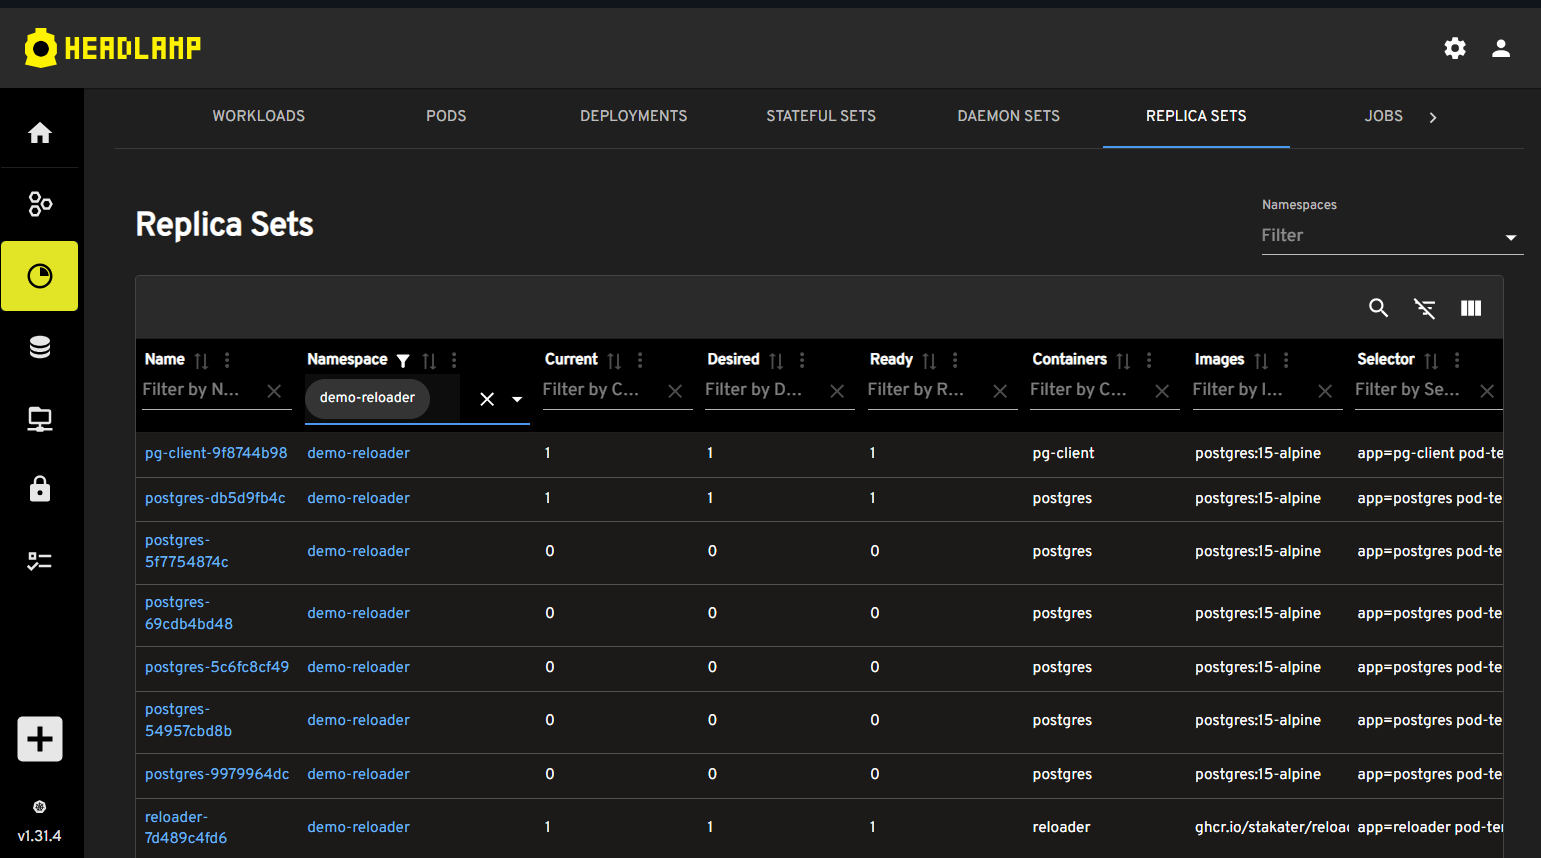 HEADLAMP
WORKLOADS PODS DEPLOYMENTS STATEFUL SETS DAEMON SETS REPLICA SETS JOBS
Replica Sets
Namespaces
Filter
Name Namespace Current Desired Ready Containers Images Selector
Filter by N... demo-reloader Filter by C... Filter by D... Filter by R... Filter by C... Filter by I... Filter by Se...
pg-client-9f8744b98 demo-reloader 1 1 1 pg-client postgres:15-alpine app=pg-client pod-te
postgres-db5d9fb4c demo-reloader 1 1 1 postgres postgres:15-alpine app=postgres pod-te
postgres-
5f7754874c demo-reloader 0 0 0 postgres postgres:15-alpine app=postgres pod-te
postgres-
69cdb4bd48 demo-reloader 0 0 0 postgres postgres:15-alpine app=postgres pod-te
postgres-5c6fc8cf49 demo-reloader 0 0 0 postgres postgres:15-alpine app=postgres pod-te
postgres-
54957cbd8b demo-reloader 0 0 0 postgres postgres:15-alpine app=postgres pod-te
postgres-9979964dc demo-reloader 0 0 0 postgres postgres:15-alpine app=postgres pod-te
reloader-
7d489c4fd6 demo-reloader 1 1 1 reloader ghcr.io/stakater/reloa app=reloader pod-te
v1.31.4